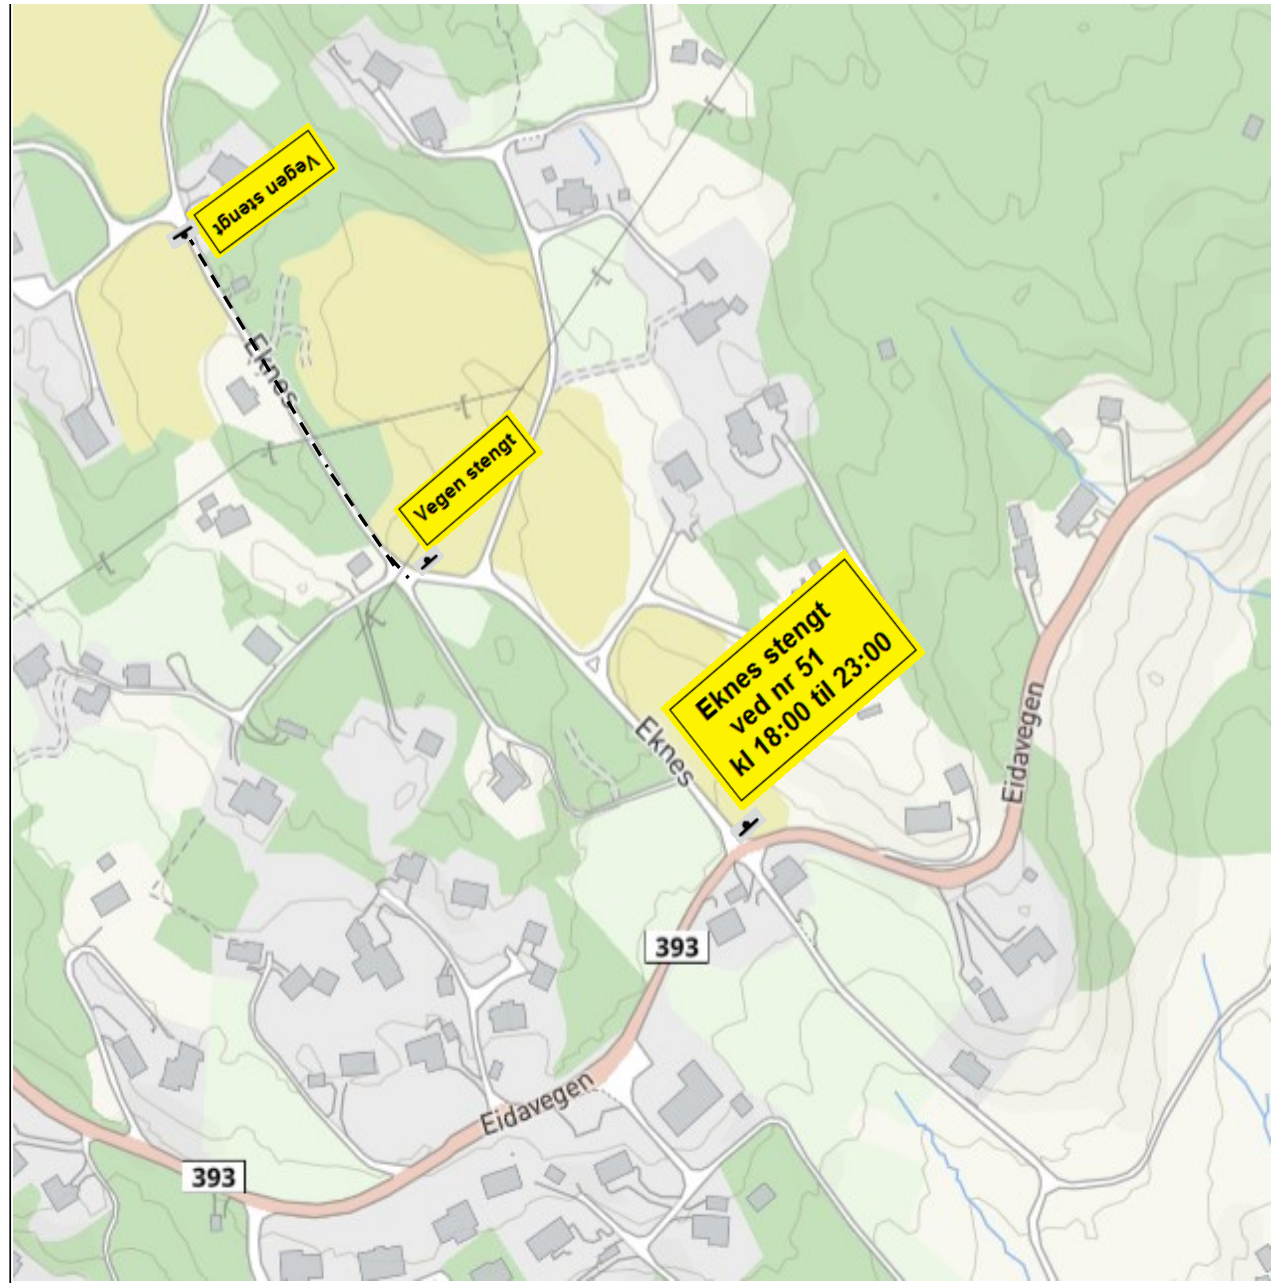 Vegen stengt
Eknes
Vegen stengt
Eknes stengt
ved nr 51
kl 18:00 til 23:00
Eknes
Eidavegen
393
Eidavegen
393